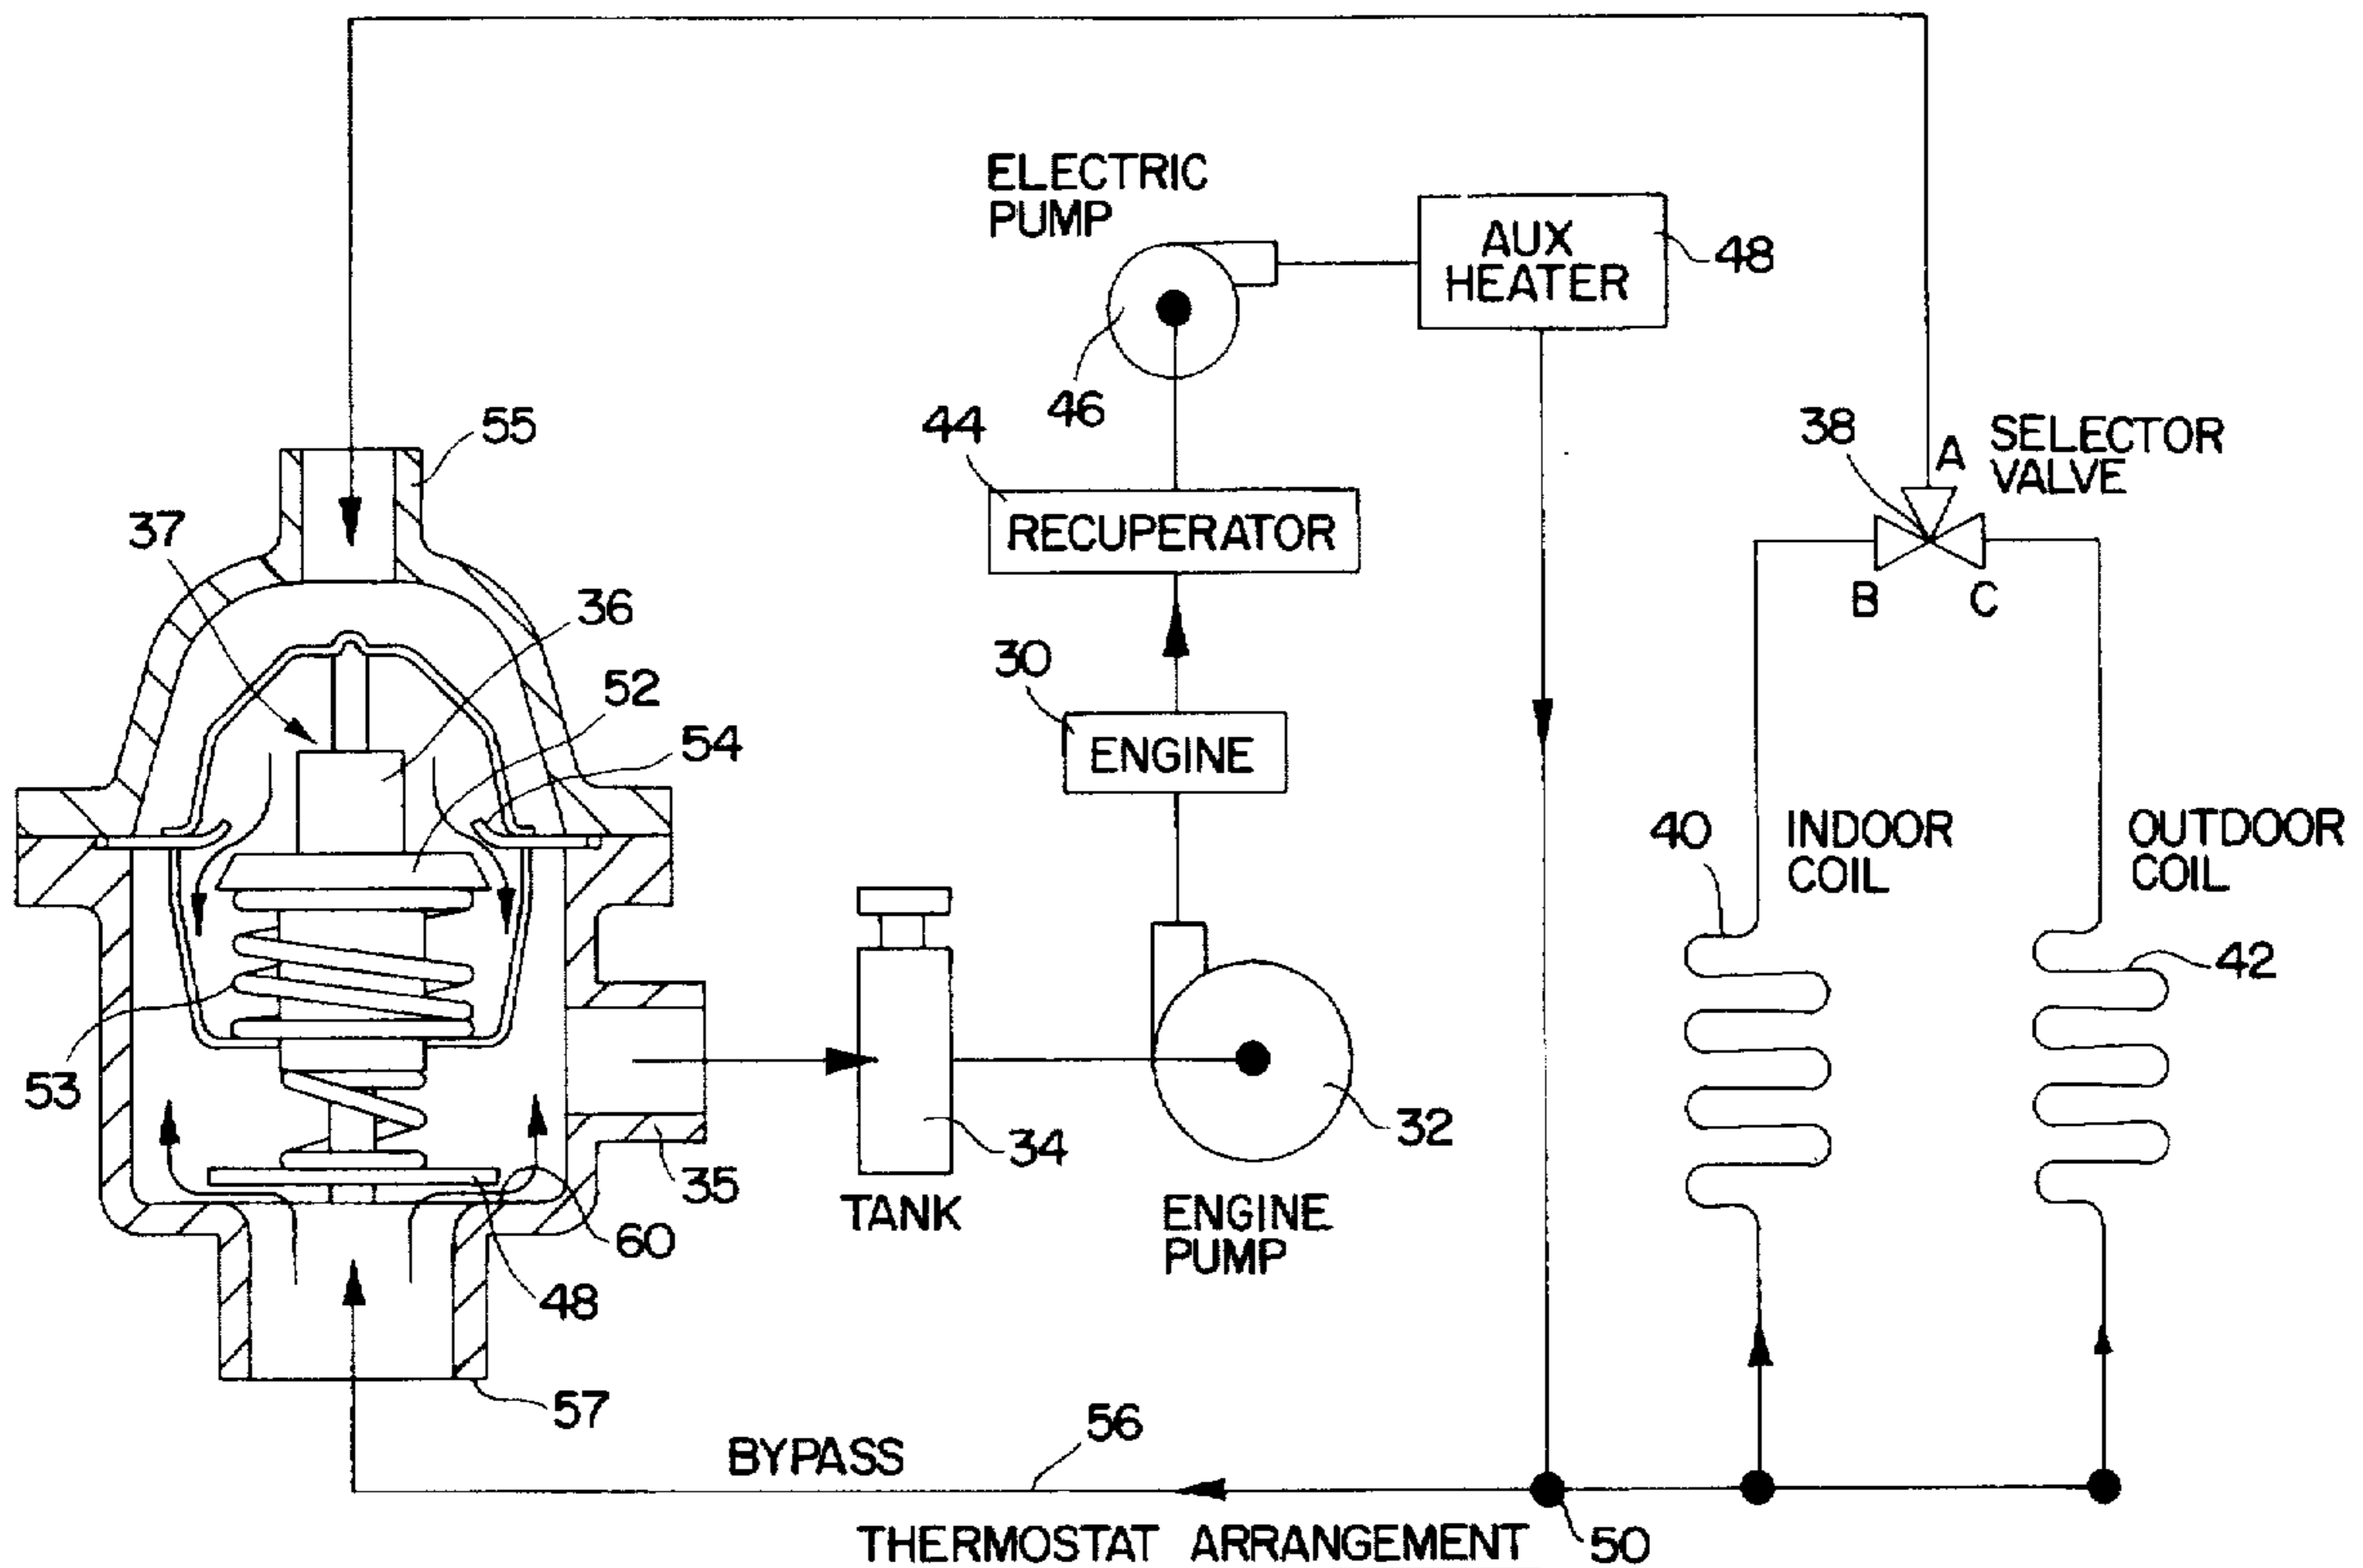 ELECTRIC
PUMP
AUX
HEATER
48
46
44
55
38
A
SELECTOR
VALVE
37
RECUPERATOR
B
C
36
30
52
54
ENGINE
40
INDOOR
COIL
OUTDOOR
COIL
42
53
34
32
35
TANK
ENGINE
PUMP
60
48
57
56
BYPASS
THERMOSTAT ARRANGEMENT
50